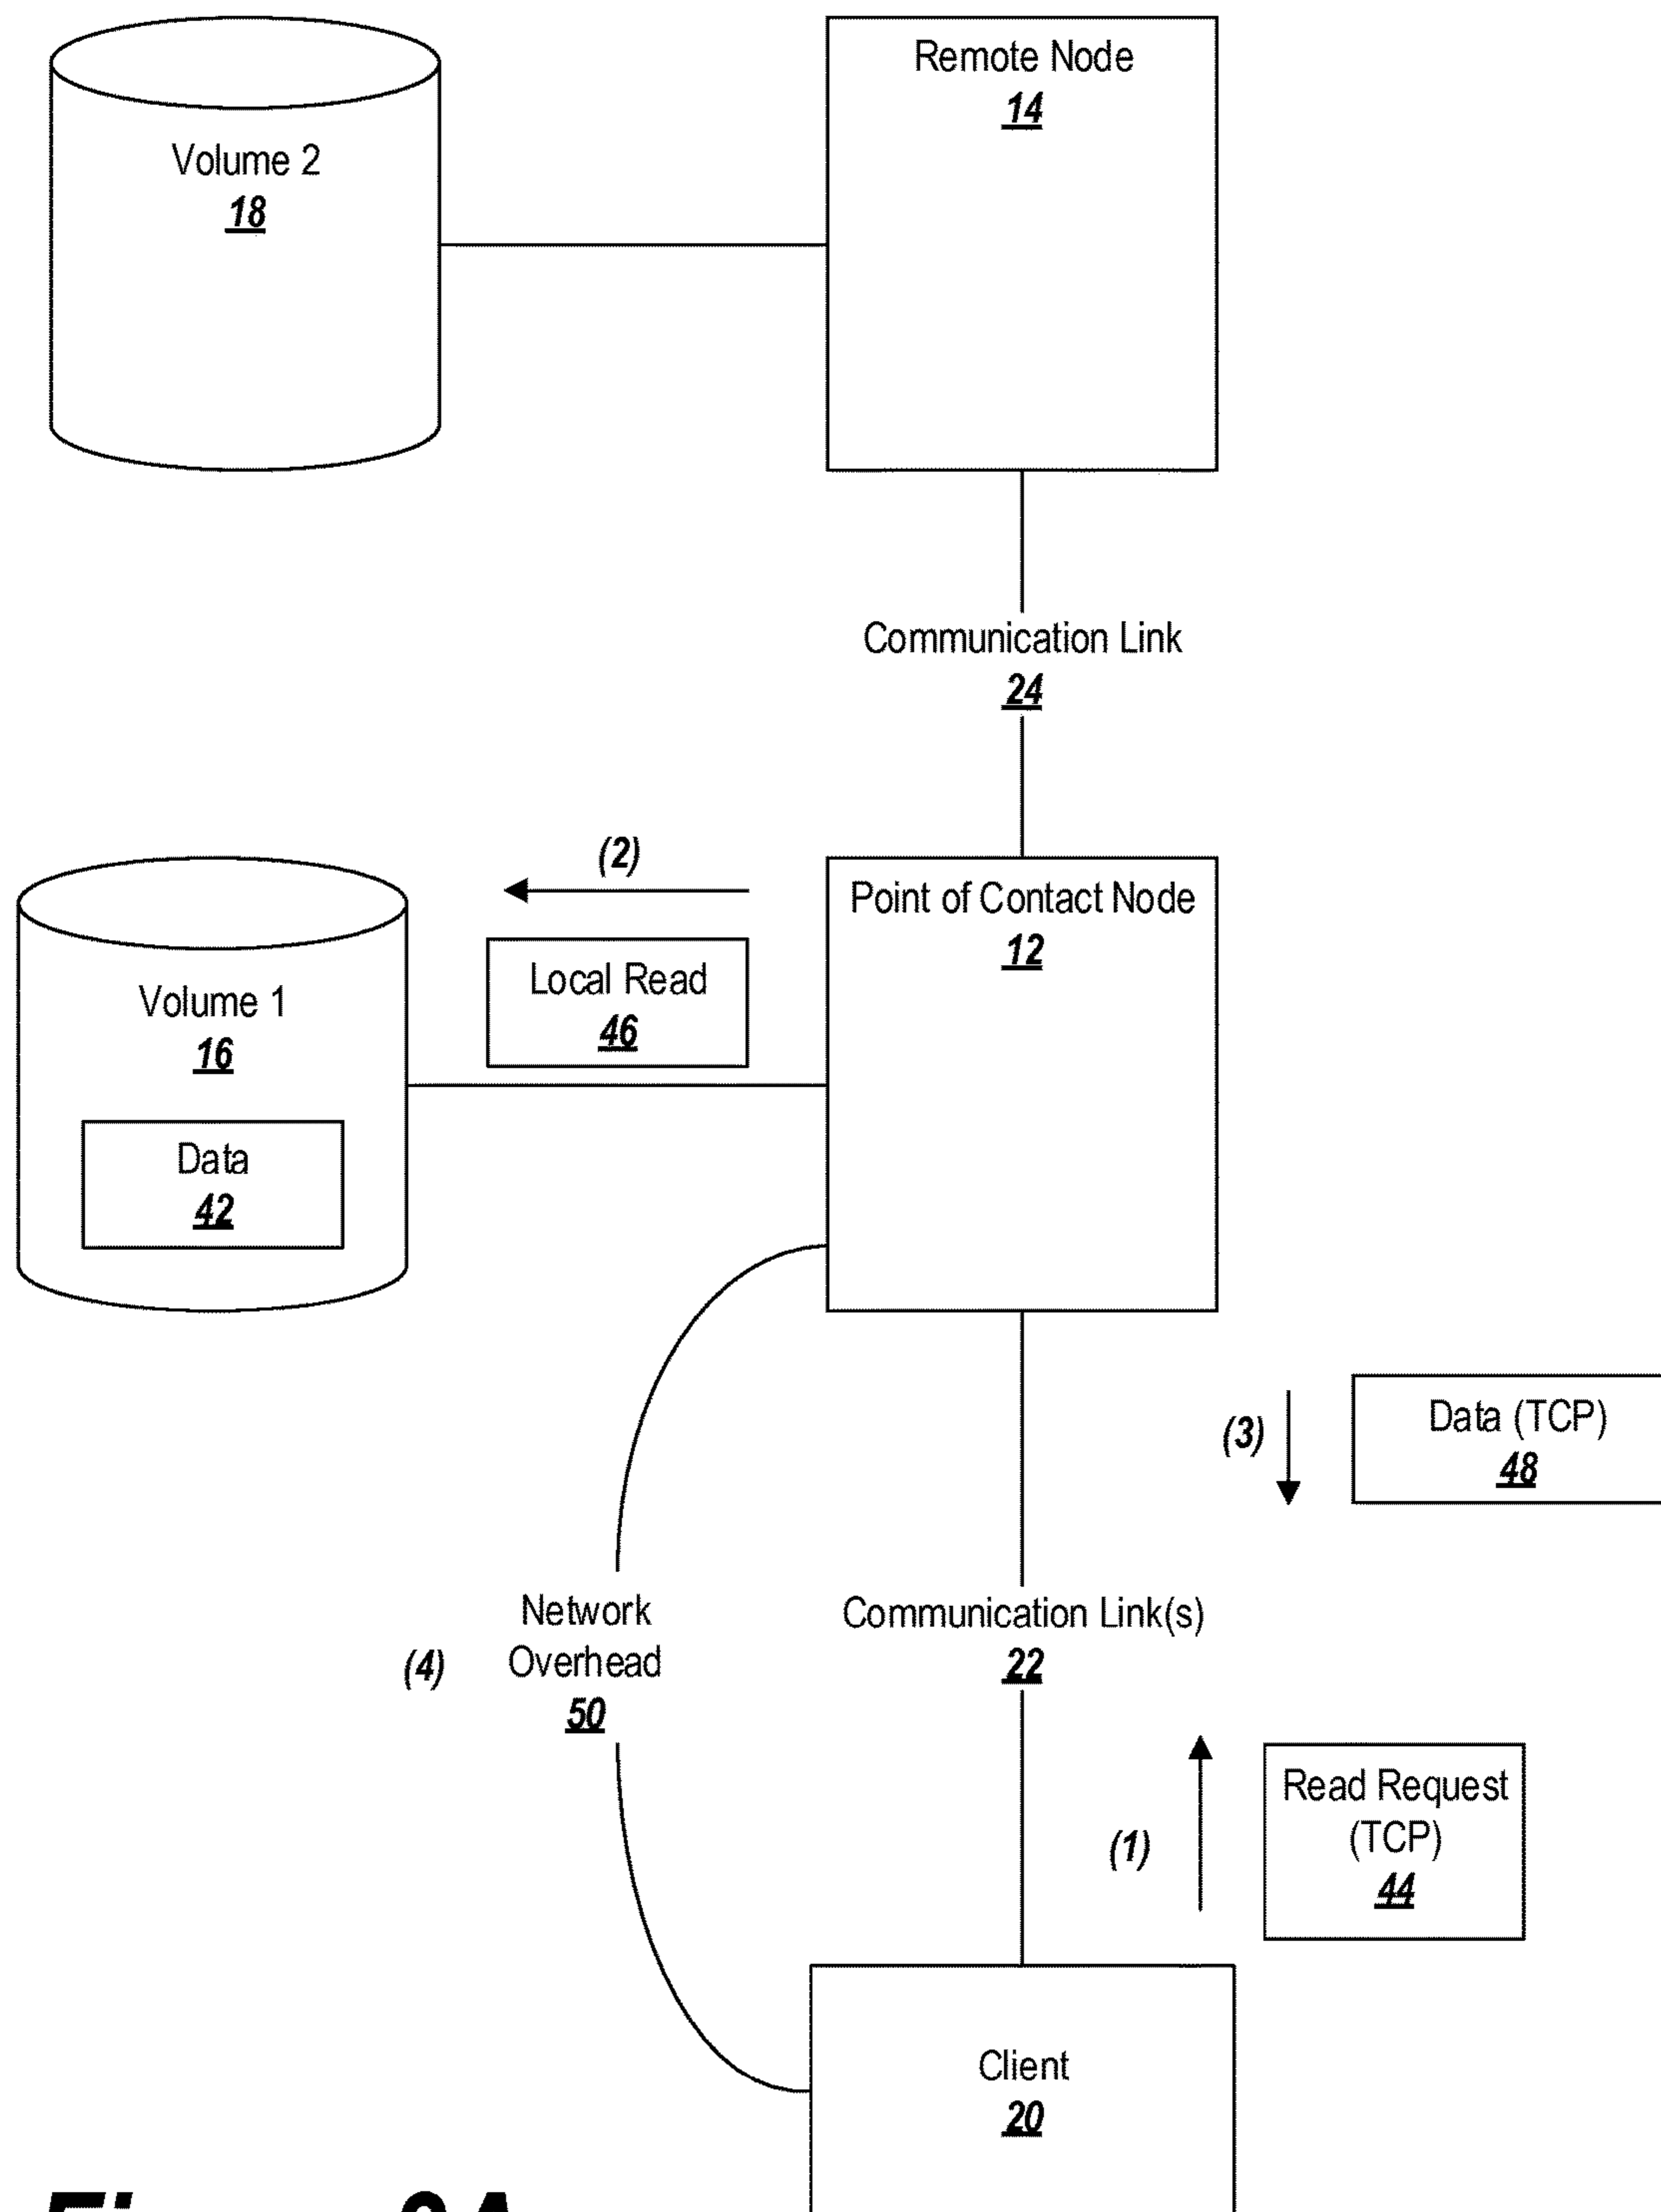 Remote Node
14
Volume 2
18
Communication Link
24
(2)
Point of Contact Node
12
Local Read
46
Volume 1
16
Data
42
(3)
Data (TCP)
48
Network
Overhead
50
(4)
Communication Link(s)
22
(1)
Read Request
(TCP)
44
Client
20